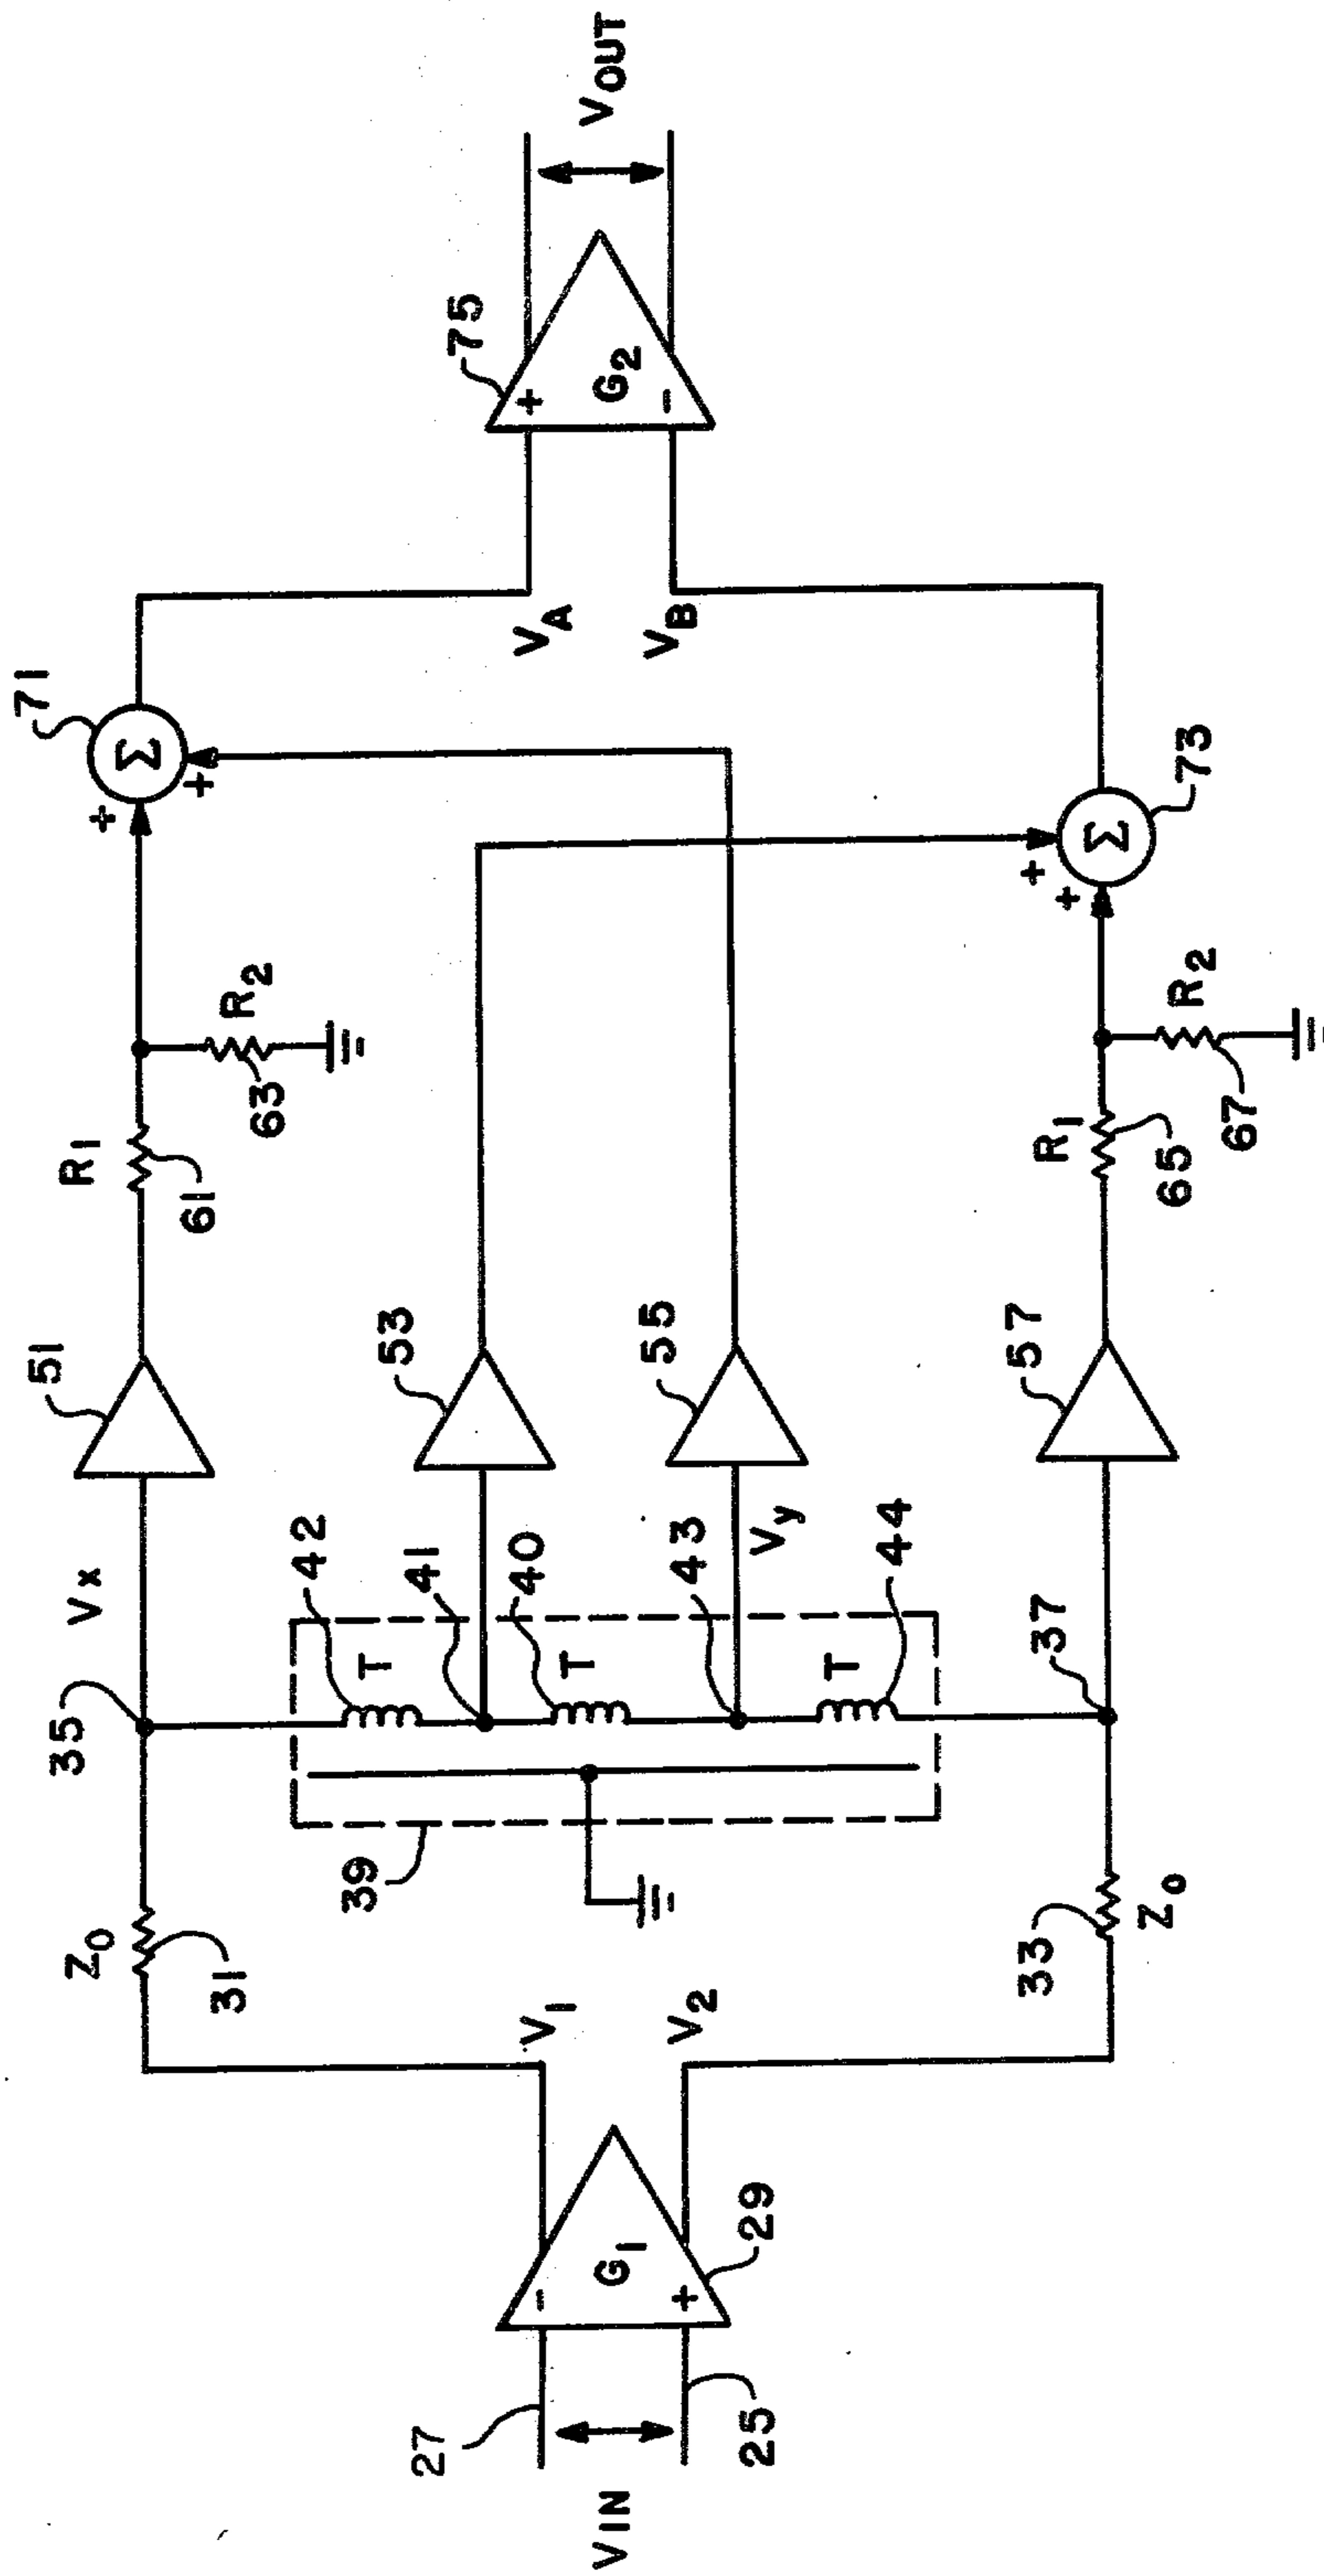 VIN
27
25
G1
-
+
29
V1
V2
Z0
31
33
Z0
35
37
39
42
T
41
40
T
43
T
44
Vx
Vy
51
53
55
57
R1
61
R2
63
R1
65
R2
67
71
Σ
+
+
73
Σ
+
+
VA
VB
75
+
G2
-
VOUT